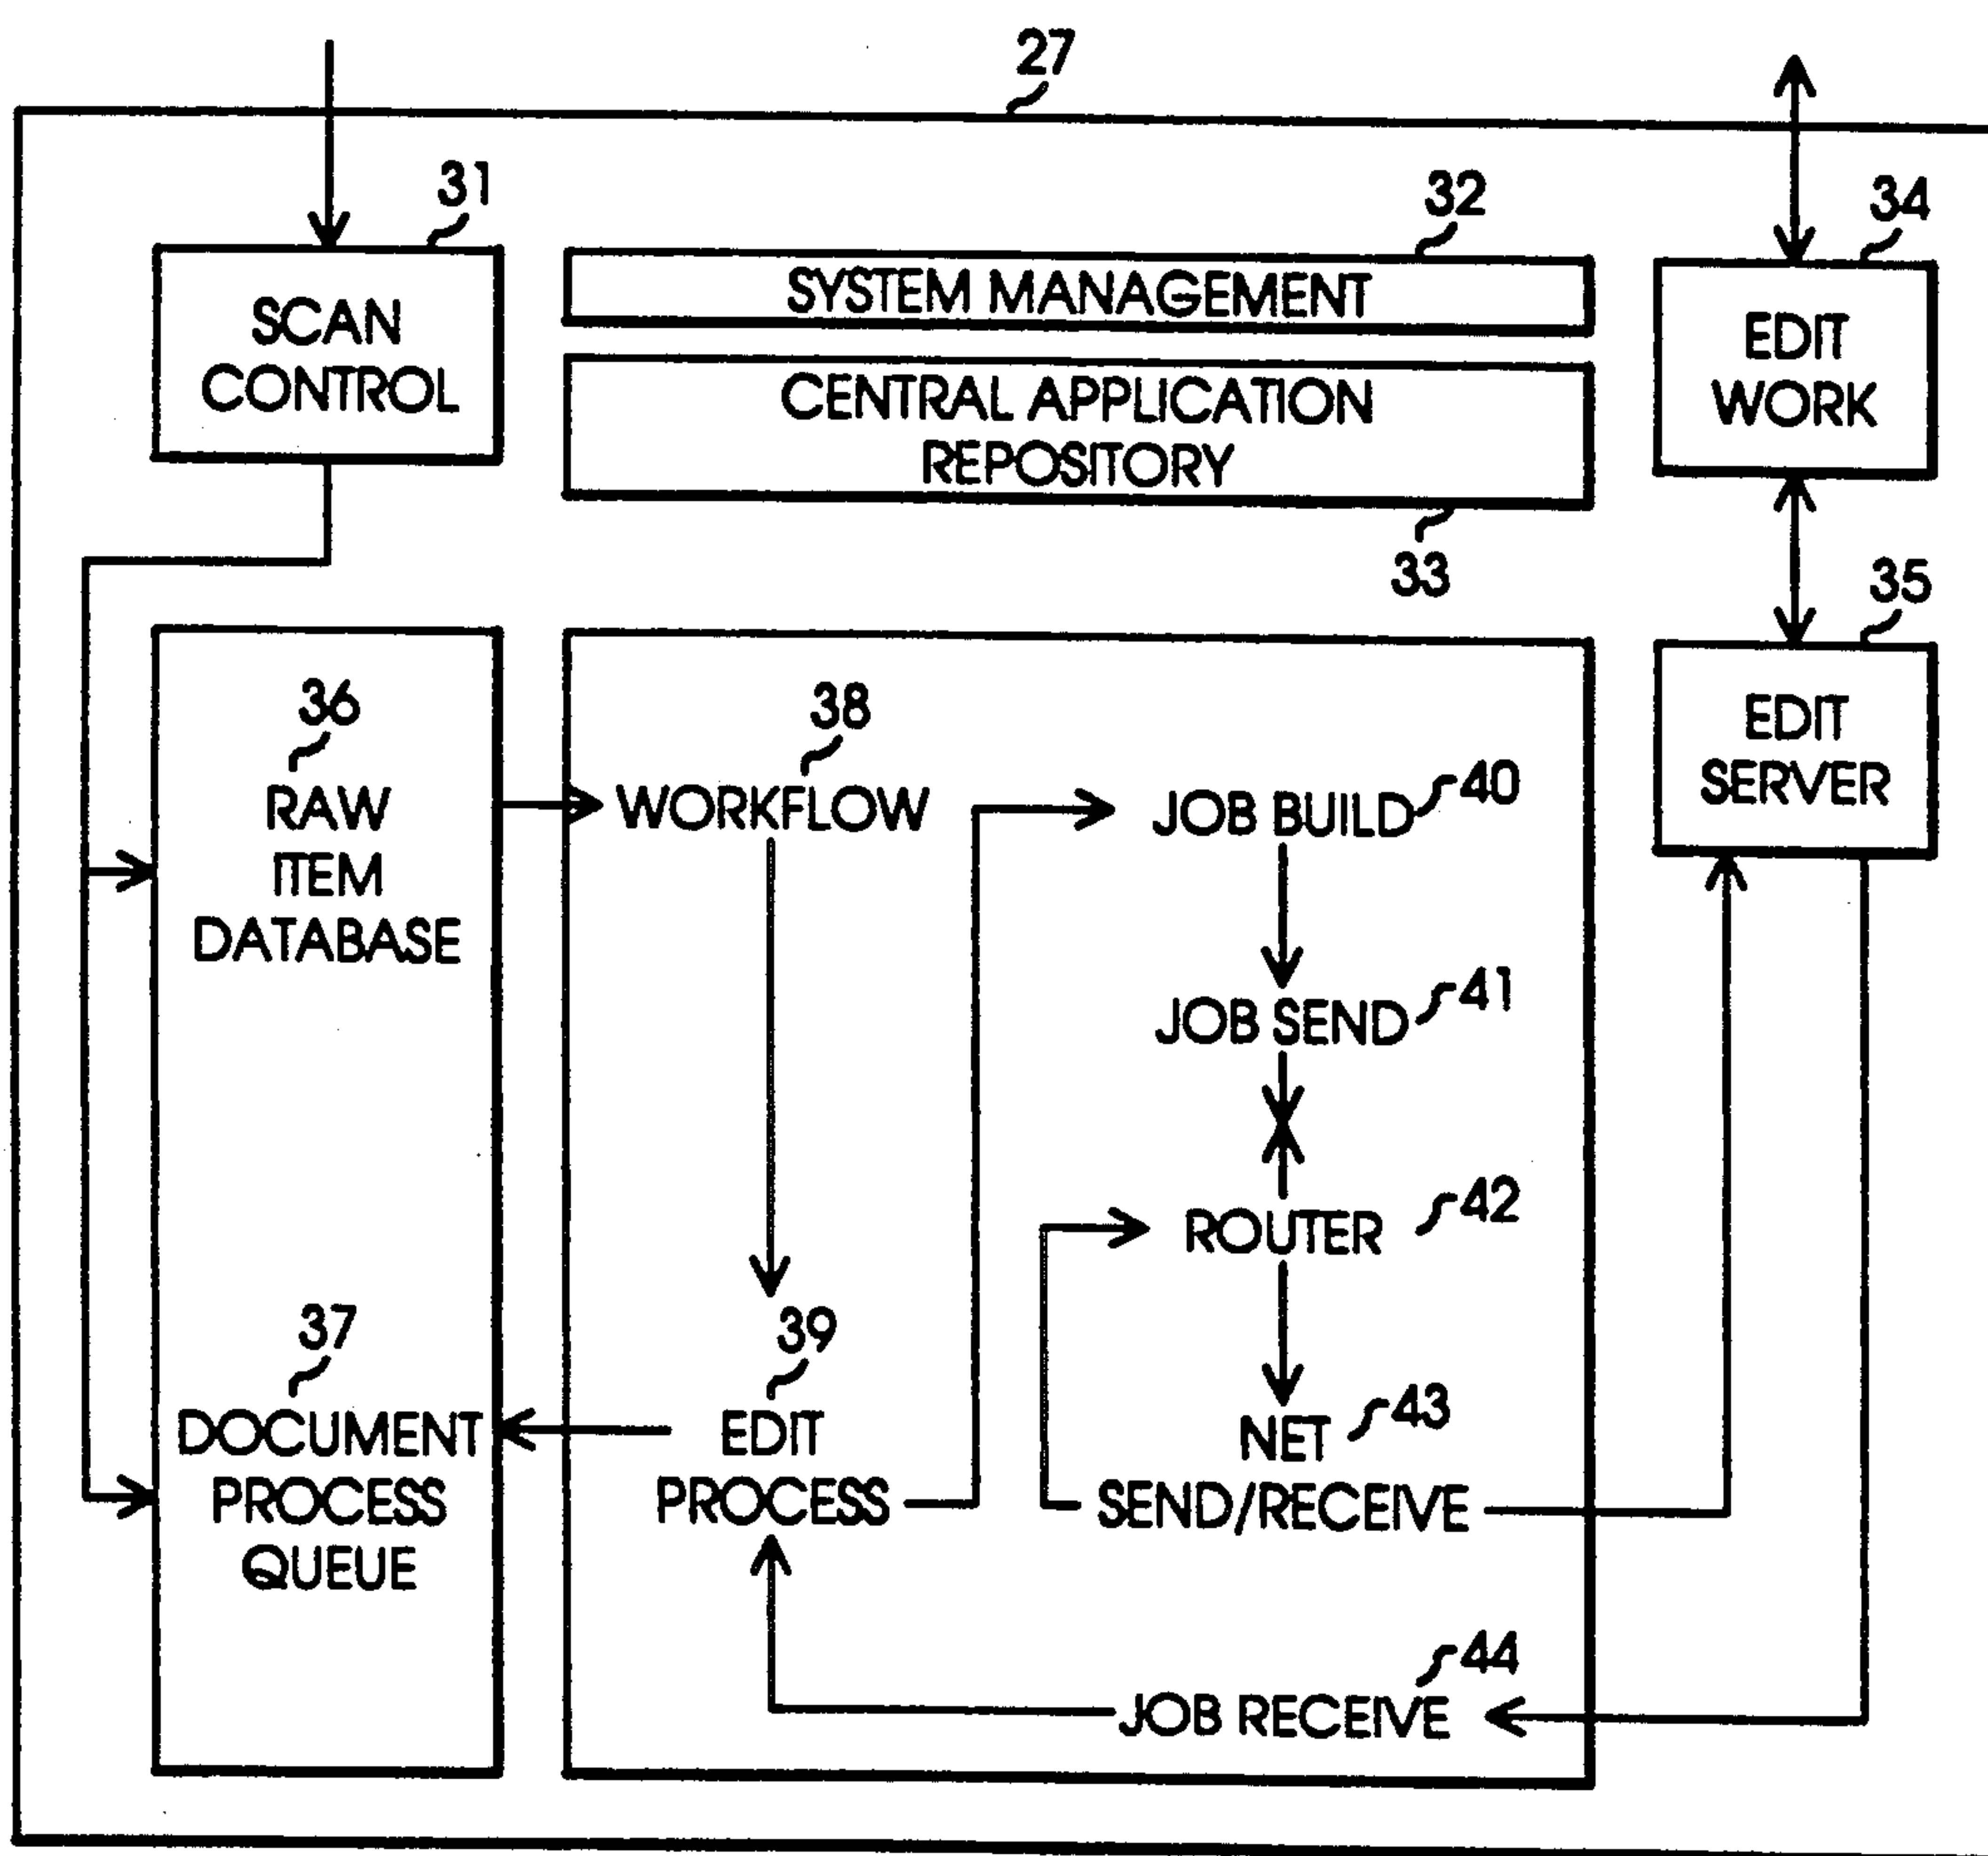 27
31
SCAN
CONTROL
32
SYSTEM MANAGEMENT
CENTRAL APPLICATION
REPOSITORY
33
34
EDIT
WORK
35
EDIT
SERVER
36
RAW
ITEM
DATABASE
37
DOCUMENT
PROCESS
QUEUE
38
WORKFLOW
39
EDIT
PROCESS
JOB BUILD 40
JOB SEND 41
ROUTER 42
NET 43
SEND/RECEIVE
44
JOB RECEIVE